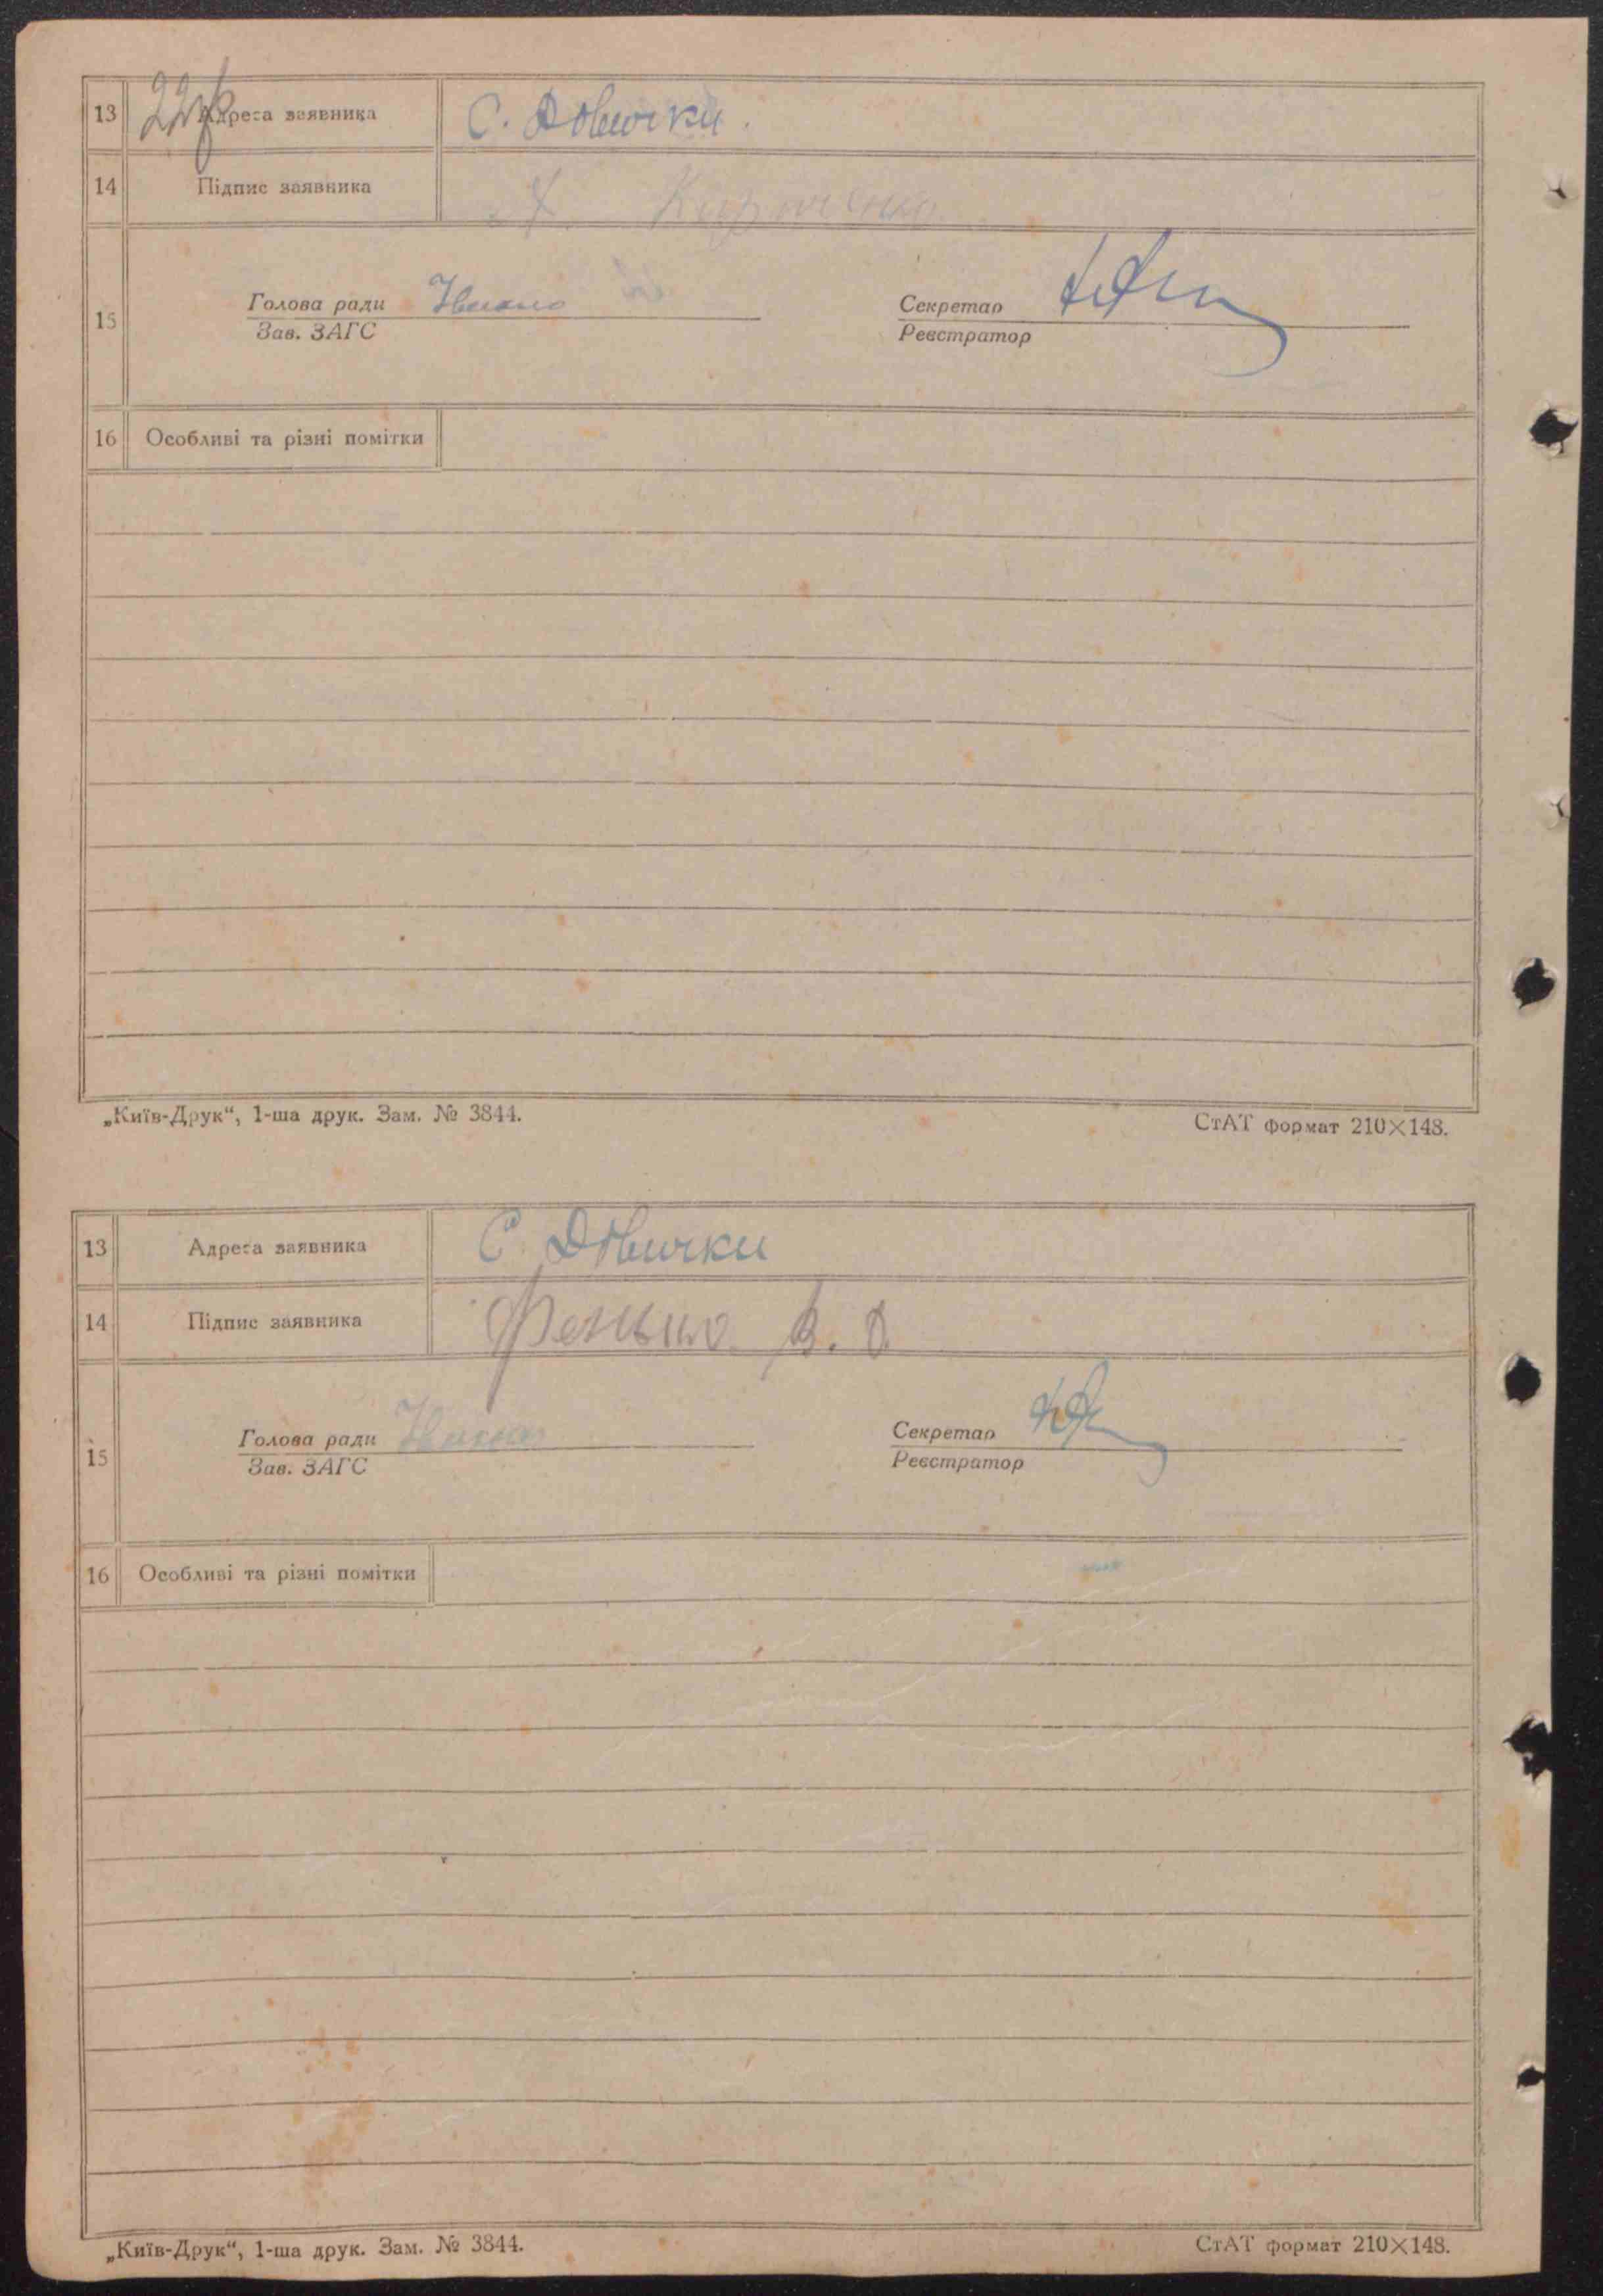 22
13 Адреса заявника С. Довички.
14 Підпис заявника
15 Голова ради Секретар
Зав. ЗАГС Реєстратор
16 Особливі та різні помітки
„Київ-Друк“, 1-ша друк. Зам. № 3844. СтАТ формат 210×148.
13 Адреса заявника С. Довички
14 Підпис заявника
15 Голова ради Секретар
Зав. ЗАГС Реєстратор
16 Особливі та різні помітки
„Київ-Друк“, 1-ша друк. Зам. № 3844. СтАТ формат 210×148.